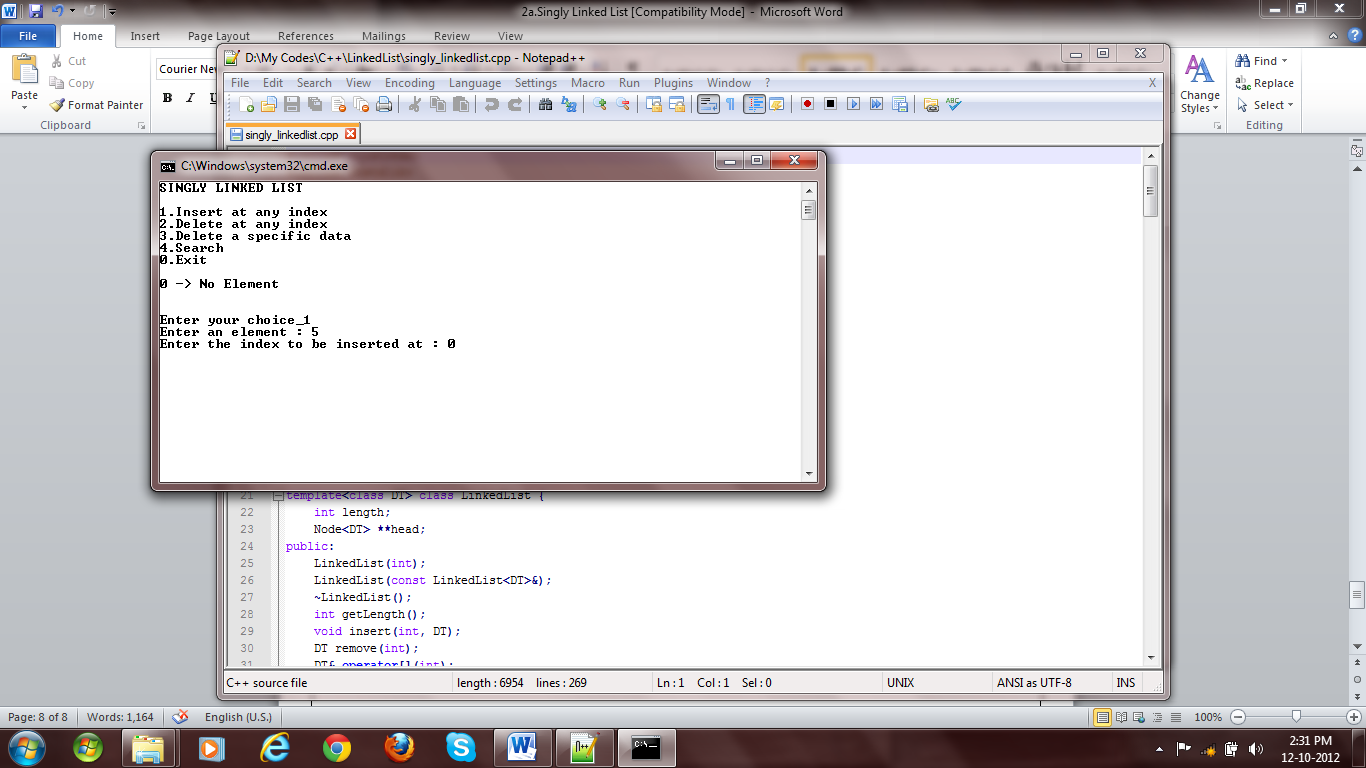 2a.Singly Linked List [Compatibility Mode] - Microsoft Word
File Home Insert Page Layout References Mailings Review View
Paste
Cut
Copy
Format Painter
Clipboard
Courier New
B I U
Change Styles
Find
Replace
Select
Editing
D:\My Codes\C++\LinkedList\singly_linkedlist.cpp - Notepad++
File Edit Search View Encoding Language Settings Macro Run Plugins Window ? X
singly_linkedlist.cpp
C:\Windows\system32\cmd.exe
SINGLY LINKED LIST
1.Insert at any index
2.Delete at any index
3.Delete a specific data
4.Search
0.Exit
0 -> No Element
Enter your choice_1
Enter an element : 5
Enter the index to be inserted at : 0
21 template<class DT> class LinkedList {
22 int length;
23 Node<DT> **head;
24 public:
25 LinkedList(int);
26 LinkedList(const LinkedList<DT>&);
27 ~LinkedList();
28 int getLength();
29 void insert(int, DT);
30 DT remove(int);
31 DT& operator[](int);
C++ source file length : 6954 lines : 269 Ln : 1 Col : 1 Sel : 0 UNIX ANSI as UTF-8 INS
Page: 8 of 8 Words: 1,164 English (U.S.) 100%
2:31 PM
12-10-2012